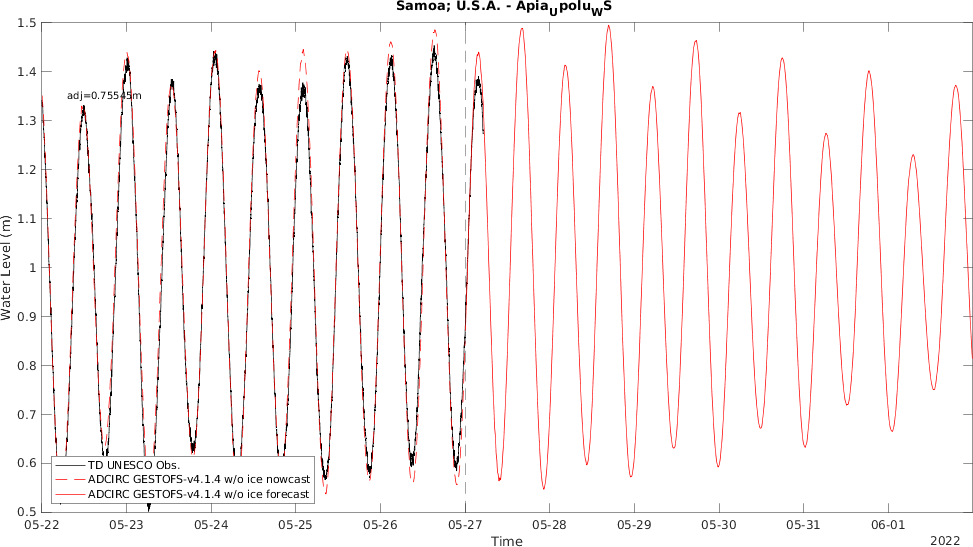 Samoa; U.S.A. - Apia_Upolu_WS
1.5
1.4
adj=0.75545m
1.3
1.2
1.1
1
0.9
0.8
0.7
0.6
0.5
Water Level (m)
TD UNESCO Obs.
ADCIRC GESTOFS-v4.1.4 w/o ice nowcast
ADCIRC GESTOFS-v4.1.4 w/o ice forecast
05-22 05-23 05-24 05-25 05-26 05-27 05-28 05-29 05-30 05-31 06-01
Time
2022